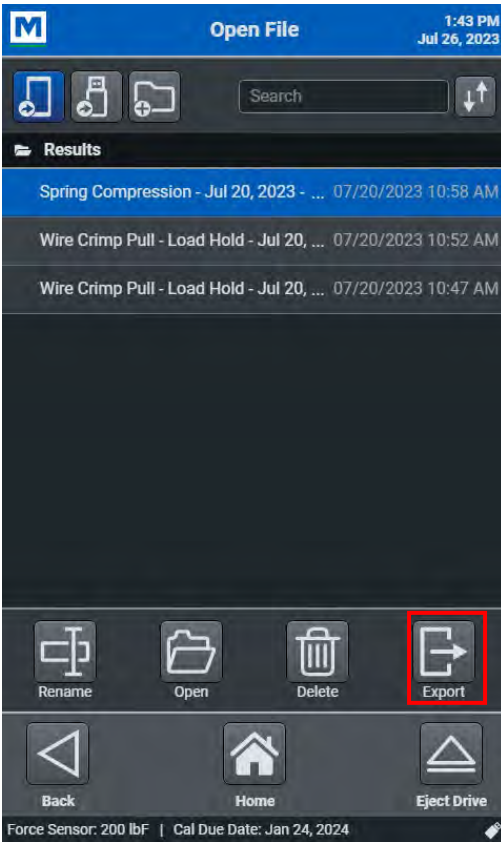 M
Open File
1:43 PM
Jul 26, 2023
Search
Results
Spring Compression - Jul 20, 2023 - ... 07/20/2023 10:58 AM
Wire Crimp Pull - Load Hold - Jul 20, ... 07/20/2023 10:52 AM
Wire Crimp Pull - Load Hold - Jul 20, ... 07/20/2023 10:47 AM
Rename Open Delete Export
Back Home Eject Drive
Force Sensor: 200 lbF | Cal Due Date: Jan 24, 2024